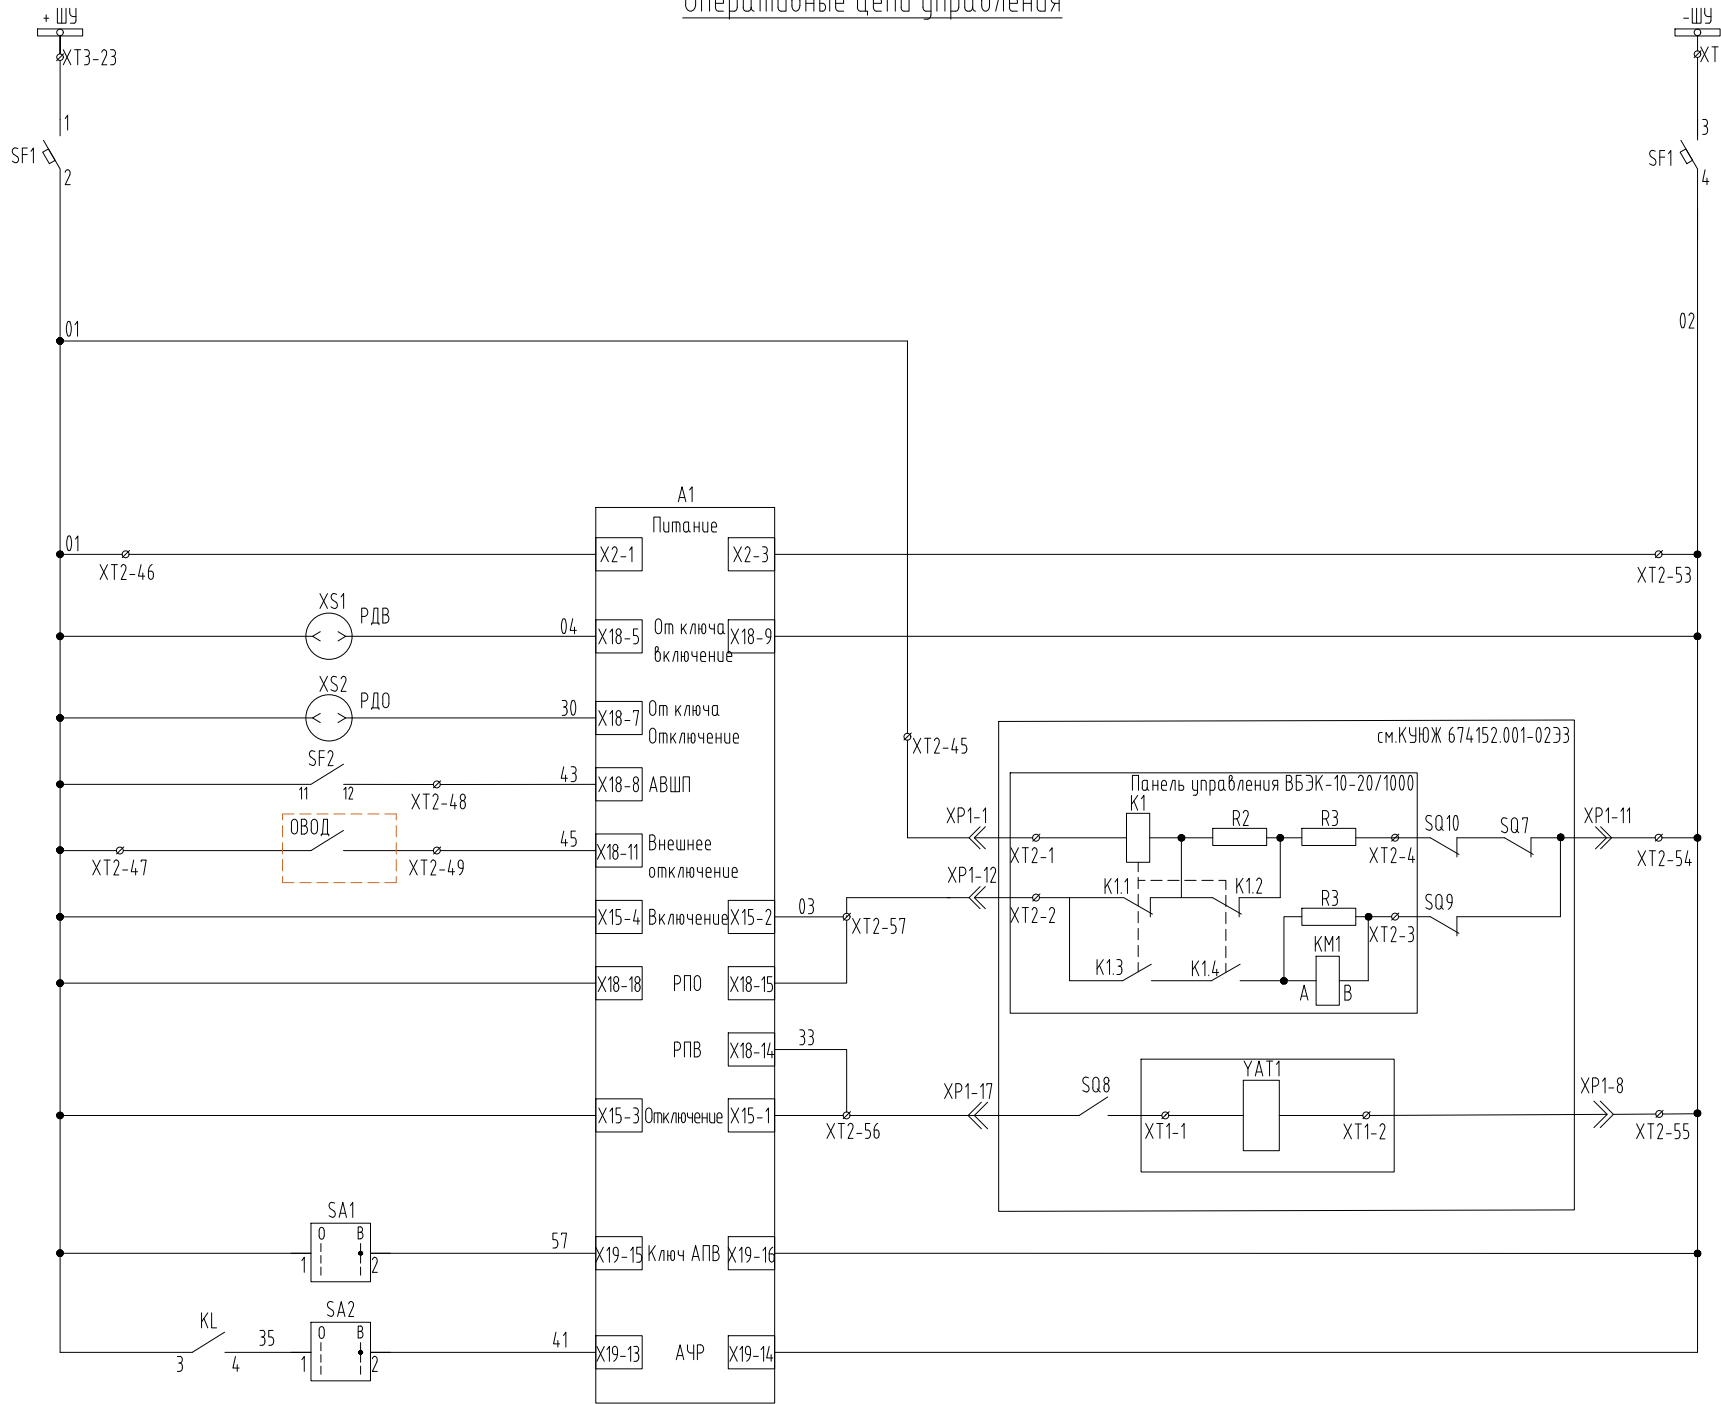 Оперативные цепи управления
+ ШУ
-ШУ
XT3-23
XT
1
3
SF1
SF1
2
4
01
02
A1
Питание
01
X2-1
X2-3
XT2-46
XT2-53
XS1
РДВ
04
X18-5
От ключа
включение
X18-9
XS2
РДО
30
X18-7
От ключа
Отключение
XT2-45
см.КУЮЖ 674152.001-02ЭЗ
SF2
11
12
XT2-48
43
X18-8
АВШП
Панель управления ВБЭК-10-20/1000
ОВОД
XT2-47
XT2-49
45
X18-11
Внешнее
отключение
XP1-1
XT2-1
K1
R2
R3
XT2-4
SQ10
SQ7
XP1-11
XT2-54
XP1-12
XT2-2
K1.1
K1.2
X15-4
Включение
X15-2
03
XT2-57
R3
XT2-3
SQ9
X18-18
РПО
X18-15
K1.3
K1.4
KM1
A
B
РПВ
X18-14
33
X15-3
Отключение
X15-1
XT2-56
XP1-17
SQ8
XT1-1
YAT1
XT1-2
XP1-8
XT2-55
SA1
0
В
1
2
57
X19-15
Ключ АПВ
X19-16
KL
3
4
35
SA2
0
В
1
2
41
X19-13
АЧР
X19-14